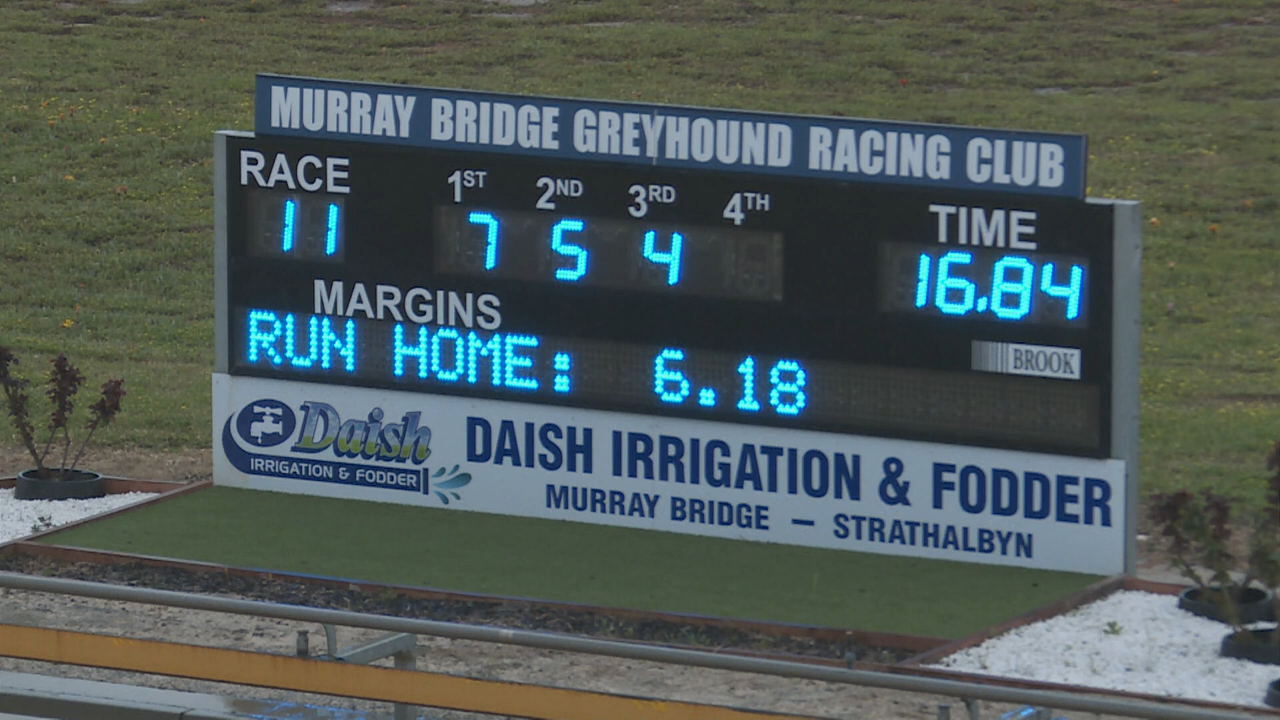 MURRAY BRIDGE GREYHOUND RACING CLUB
RACE 1ST 2ND 3RD 4TH TIME
11 7 5 4 16.84
MARGINS
RUN HOME: 6.18
BROOK
Daish
IRRIGATION & FODDER
DAISH IRRIGATION & FODDER
MURRAY BRIDGE – STRATHALBYN